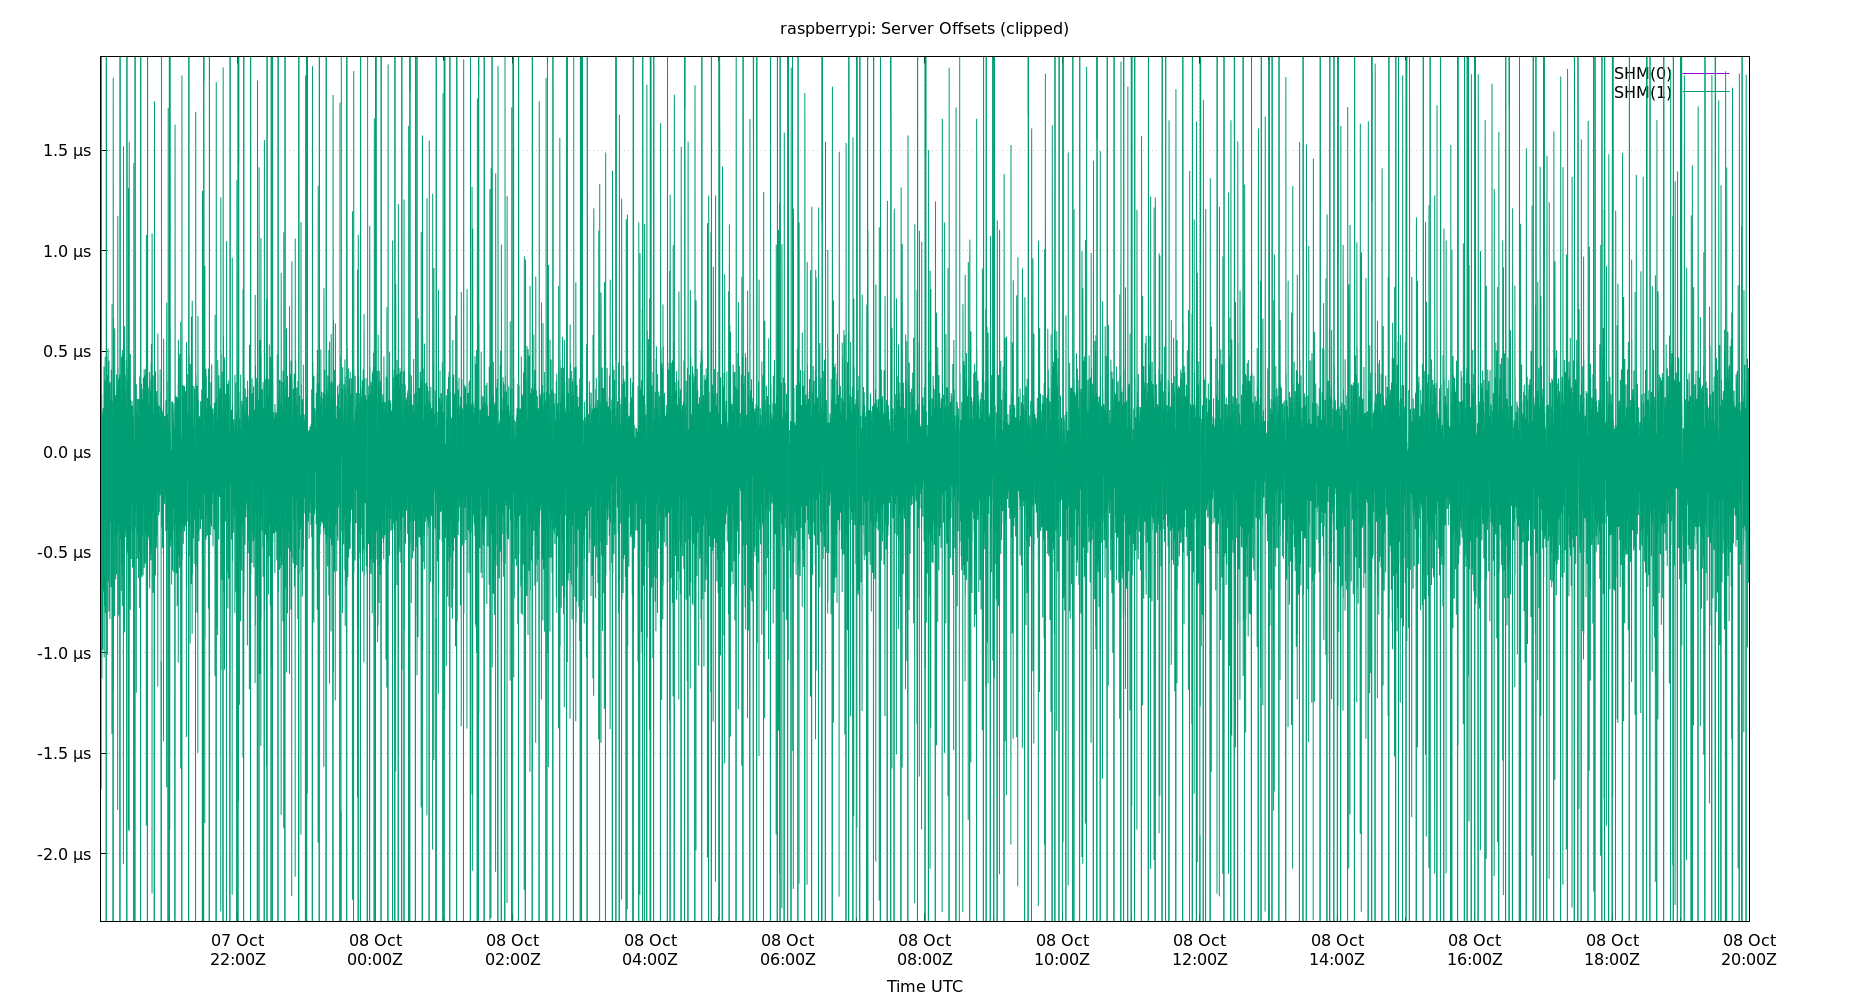 raspberrypi: Server Offsets (clipped)
SHM(0)
SHM(1)
1.5 µs
1.0 µs
0.5 µs
0.0 µs
-0.5 µs
-1.0 µs
-1.5 µs
-2.0 µs
07 Oct 08 Oct 08 Oct 08 Oct 08 Oct 08 Oct 08 Oct 08 Oct 08 Oct 08 Oct 08 Oct 08 Oct
22:00Z 00:00Z 02:00Z 04:00Z 06:00Z 08:00Z 10:00Z 12:00Z 14:00Z 16:00Z 18:00Z 20:00Z
Time UTC